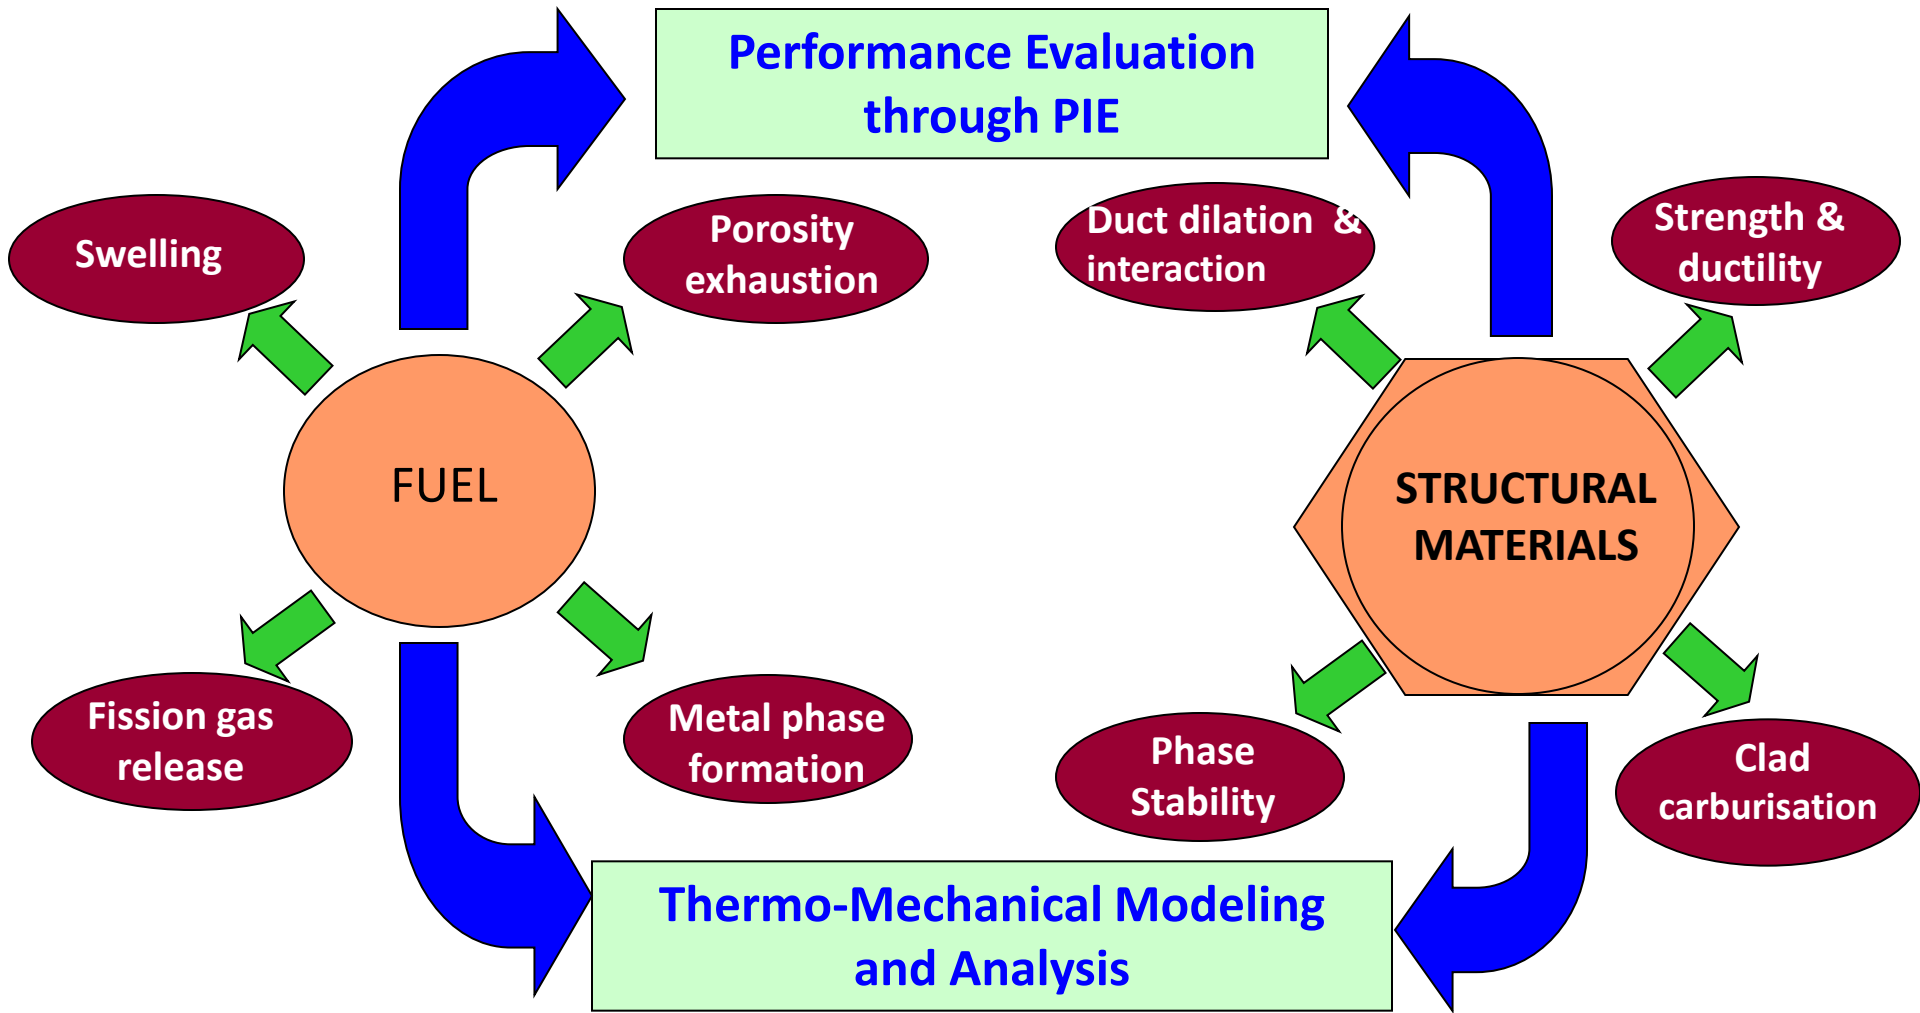 Performance Evaluation
through PIE
Swelling
Porosity
exhaustion
Duct dilation &
interaction
Strength &
ductility
FUEL
STRUCTURAL
MATERIALS
Fission gas
release
Metal phase
formation
Phase
Stability
Clad
carburisation
Thermo-Mechanical Modeling
and Analysis